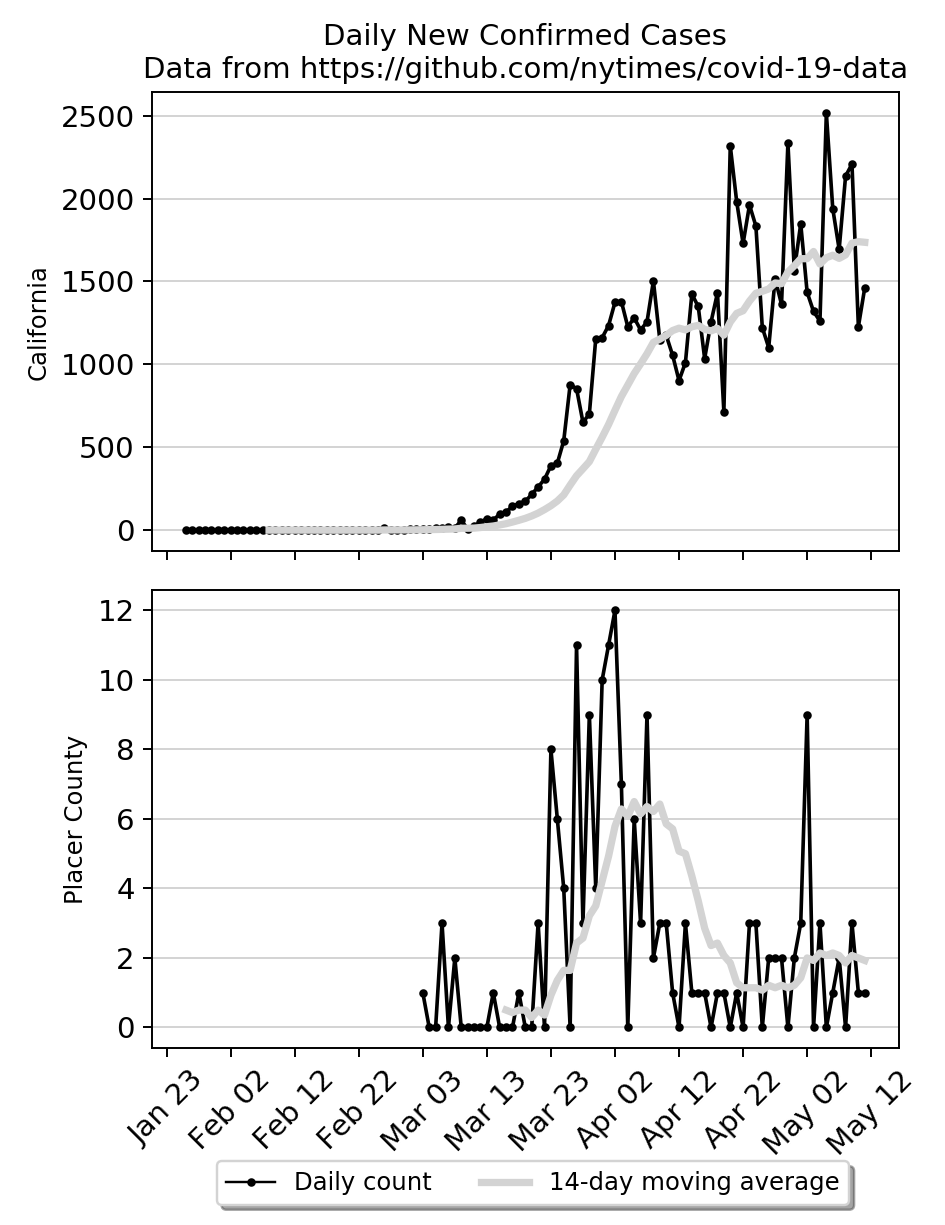 Daily New Confirmed Cases
Data from https://github.com/nytimes/covid-19-data
2500
2000
1500
1000
500
0
California
12
10
8
6
4
2
0
Placer County
Jan 23
Feb 02
Feb 12
Feb 22
Mar 03
Mar 13
Mar 23
Apr 02
Apr 12
Apr 22
May 02
May 12
Daily count
14-day moving average